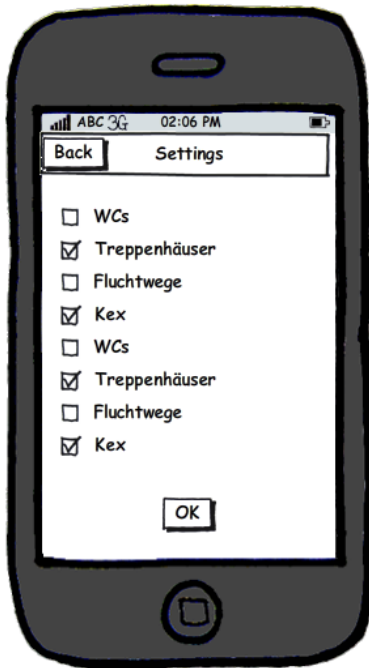 ABC 3G 02:06 PM
Back Settings
WCs
Treppenhäuser
Fluchtwege
Kex
WCs
Treppenhäuser
Fluchtwege
Kex
OK